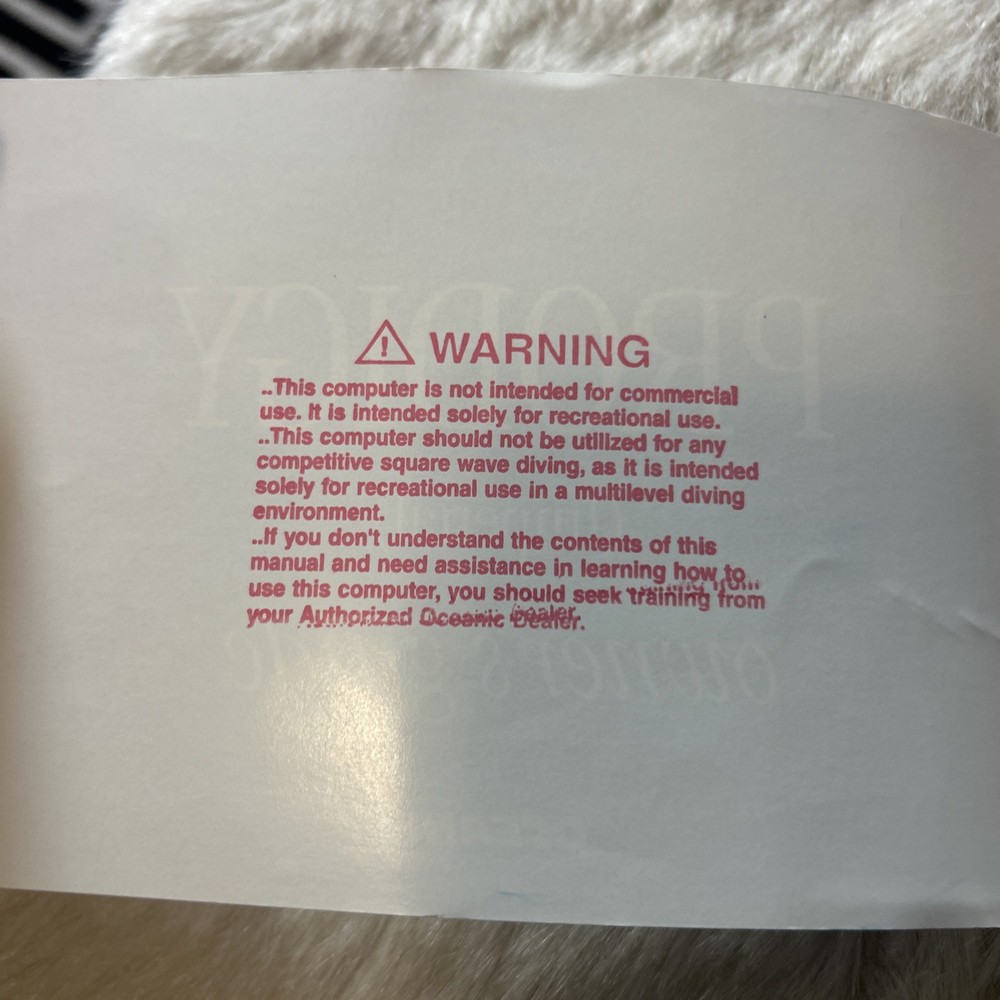 WARNING
..This computer is not intended for commercial
use. It is intended solely for recreational use.
..This computer should not be utilized for any
competitive square wave diving, as it is intended
solely for recreational use in a multilevel diving
environment.
..If you don't understand the contents of this
manual and need assistance in learning how to
use this computer, you should seek training from
your Authorized Oceanic Dealer.
PRODIGY
owner's guide